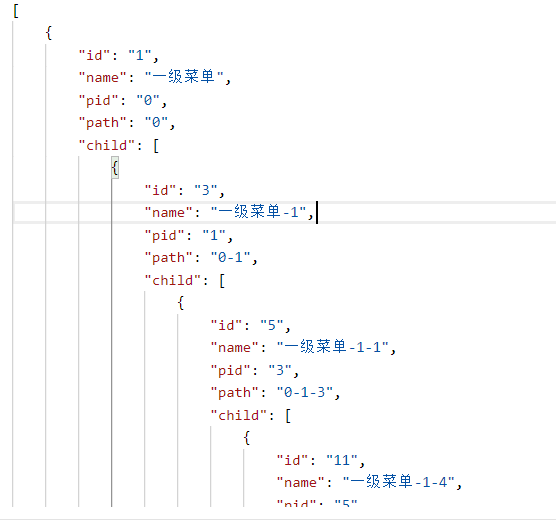 [
{
"id": "1",
"name": "一级菜单",
"pid": "0",
"path": "0",
"child": [
{
"id": "3",
"name": "一级菜单-1",
"pid": "1",
"path": "0-1",
"child": [
{
"id": "5",
"name": "一级菜单-1-1",
"pid": "3",
"path": "0-1-3",
"child": [
{
"id": "11",
"name": "一级菜单-1-4",
"pid": "5"